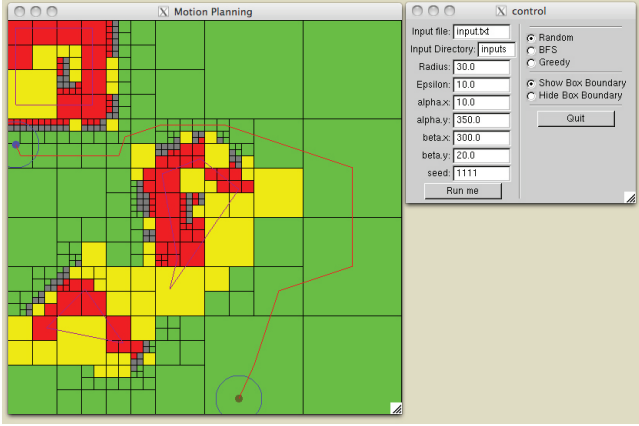 Motion Planning
control
Input file: input.txt
Input Directory: inputs
Radius: 30.0
Epsilon: 10.0
alpha.x: 10.0
alpha.y: 350.0
beta.x: 300.0
beta.y: 20.0
seed: 1111
Run me
Random
BFS
Greedy
Show Box Boundary
Hide Box Boundary
Quit